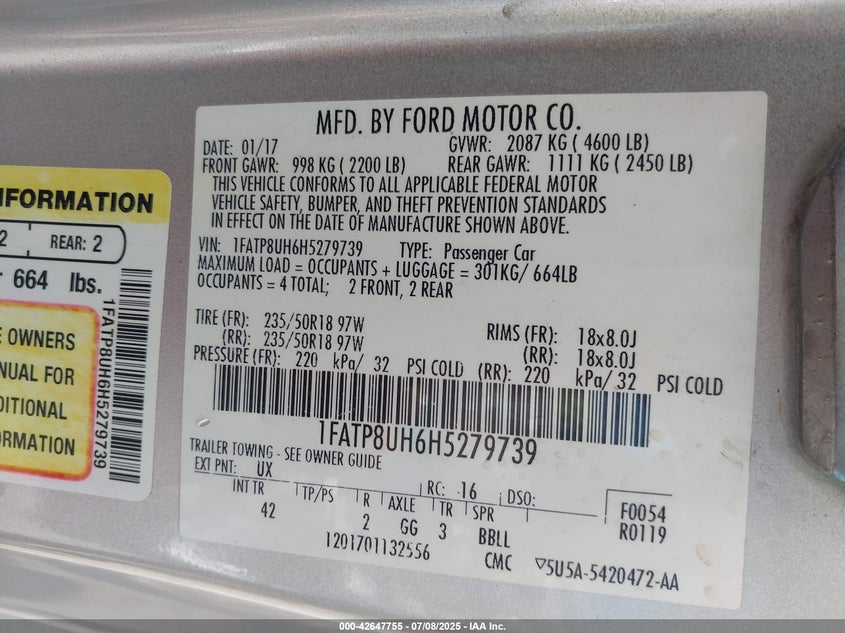 MFD. BY FORD MOTOR CO.
DATE: 01/17 GVWR: 2087 KG ( 4600 LB)
FRONT GAWR: 998 KG ( 2200 LB) REAR GAWR: 1111 KG ( 2450 LB)
THIS VEHICLE CONFORMS TO ALL APPLICABLE FEDERAL MOTOR
VEHICLE SAFETY, BUMPER, AND THEFT PREVENTION STANDARDS
IN EFFECT ON THE DATE OF MANUFACTURE SHOWN ABOVE.
VIN: 1FATP8UH6H5279739 TYPE: Passenger Car
MAXIMUM LOAD = OCCUPANTS + LUGGAGE = 301KG/ 664LB
OCCUPANTS = 4 TOTAL; 2 FRONT, 2 REAR
TIRE (FR): 235/50R18 97W RIMS (FR): 18x8.0J
(RR): 235/50R18 97W (RR): 18x8.0J
PRESSURE (FR): 220 kPa/ 32 PSI COLD (RR): 220 kPa/ 32 PSI COLD
1FATP8UH6H5279739
TRAILER TOWING - SEE OWNER GUIDE
EXT PNT: UX RC: 16 DSO:
INT TR TP/PS R AXLE TR SPR F0054
42 2 GG 3 BBLL R0119
1201701132556 CMC ▽5U5A-5420472-AA
NFORMATION
2 REAR: 2
r 664 lbs.
1FATP8UH6H5279739
E OWNERS
NUAL FOR
DITIONAL
ORMATION
000-42647755 - 07/08/2025 - IAA Inc.